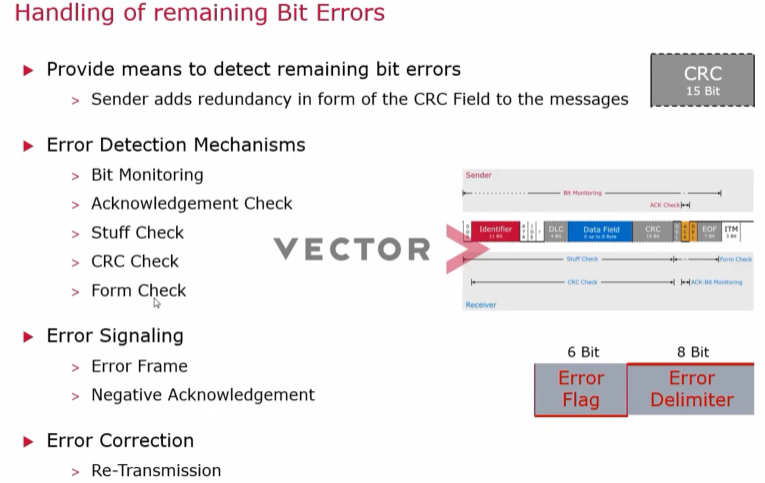 Handling of remaining Bit Errors
Provide means to detect remaining bit errors
> Sender adds redundancy in form of the CRC Field to the messages
CRC
15 Bit
Error Detection Mechanisms
> Bit Monitoring
> Acknowledgement Check
> Stuff Check
> CRC Check
> Form Check
VECTOR
Sender
Bit Monitoring
ACK Check
Identifier DLC Data Field CRC EOF ITM
11 Bit 4 Bit 0 up to 8 Byte 15 Bit 7 Bit 3 Bit
Stuff Check Form Check
CRC Check ACK-Bit Monitoring
Receiver
Error Signaling
> Error Frame
> Negative Acknowledgement
6 Bit 8 Bit
Error Flag
Error Delimiter
Error Correction
> Re-Transmission